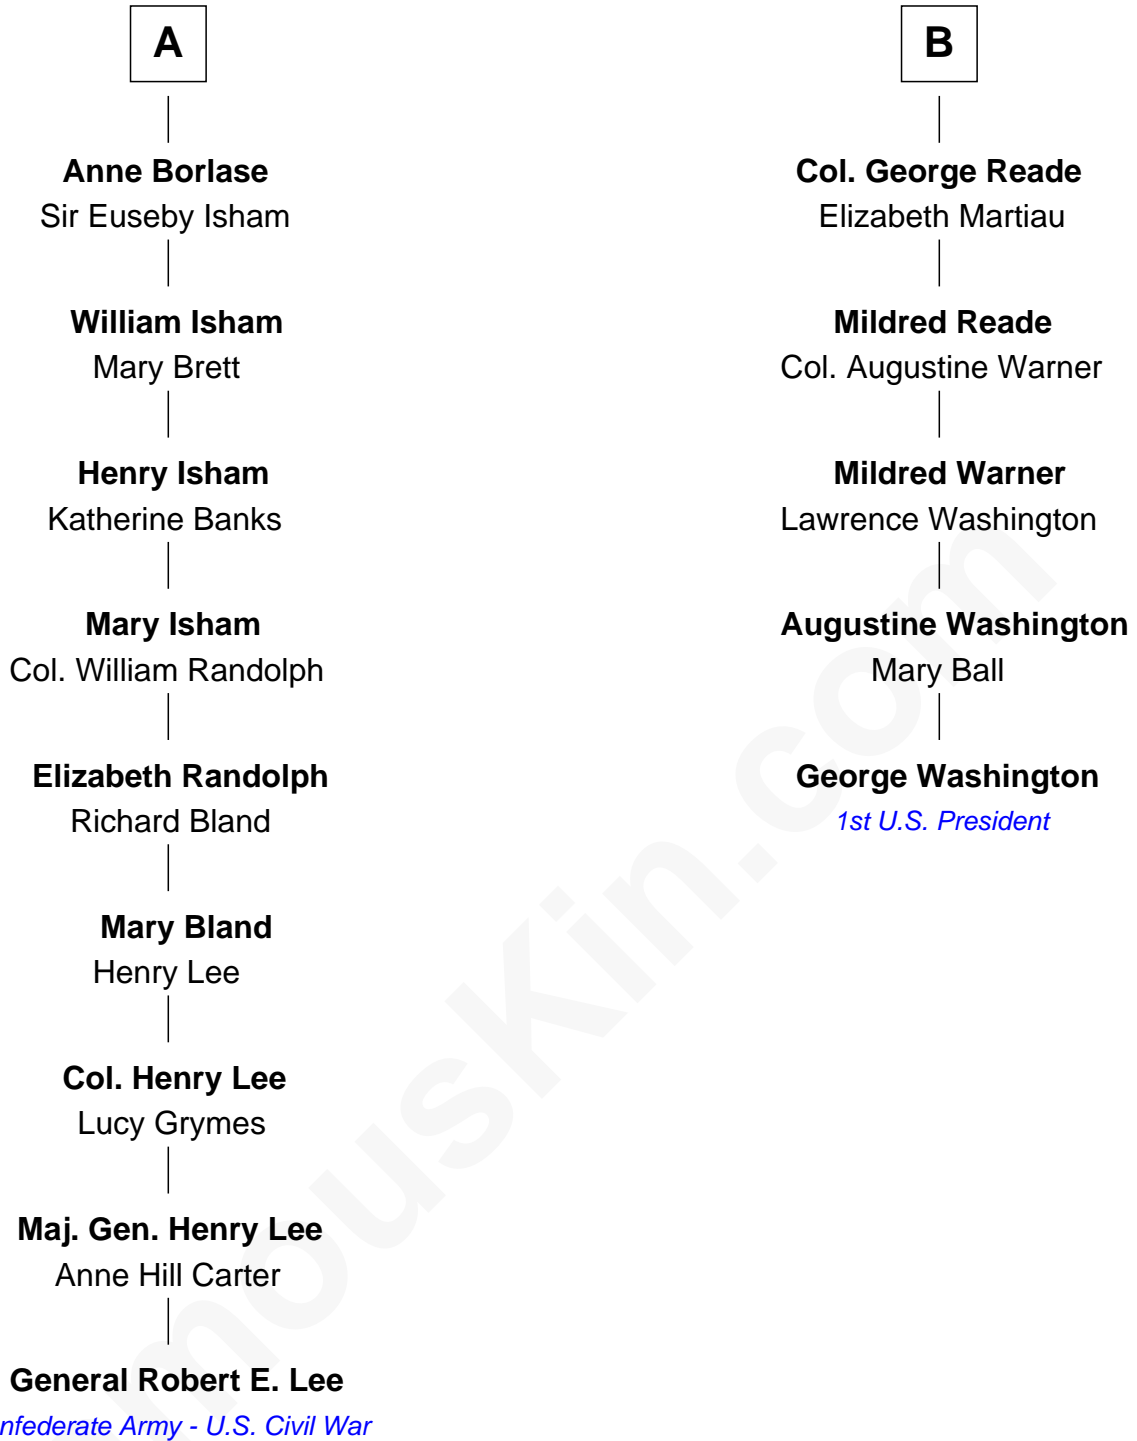 A
Anne Borlase
Sir Euseby Isham
William Isham
Mary Brett
Henry Isham
Katherine Banks
Mary Isham
Col. William Randolph
Elizabeth Randolph
Richard Bland
Mary Bland
Henry Lee
Col. Henry Lee
Lucy Grymes
Maj. Gen. Henry Lee
Anne Hill Carter
General Robert E. Lee
nfederate Army - U.S. Civil War
B
Col. George Reade
Elizabeth Martiau
Mildred Reade
Col. Augustine Warner
Mildred Warner
Lawrence Washington
Augustine Washington
Mary Ball
George Washington
1st U.S. President
mousKin.com